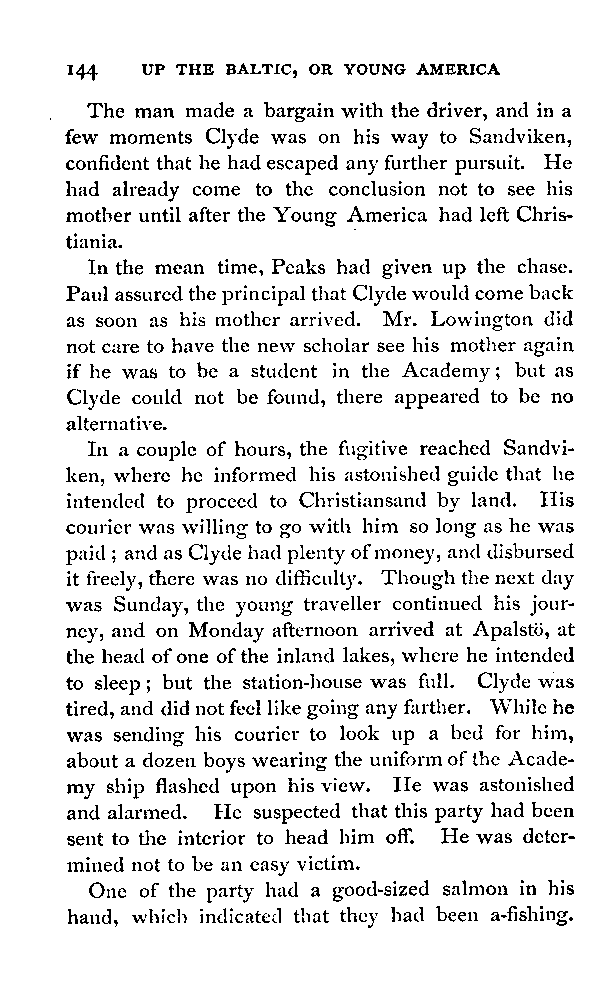 144 UP THE BALTIC, OR YOUNG AMERICA
The man made a bargain with the driver, and in a
few moments Clyde was on his way to Sandviken,
confident that he had escaped any further pursuit. He
had already come to the conclusion not to see his
mother until after the Young America had left Chris-
tiania.
In the mean time, Peaks had given up the chase.
Paul assured the principal that Clyde would come back
as soon as his mother arrived. Mr. Lowington did
not care to have the new scholar see his mother again
if he was to be a student in the Academy; but as
Clyde could not be found, there appeared to be no
alternative.
In a couple of hours, the fugitive reached Sandvi-
ken, where he informed his astonished guide that he
intended to proceed to Christiansand by land. His
courier was willing to go with him so long as he was
paid; and as Clyde had plenty of money, and disbursed
it freely, there was no difficulty. Though the next day
was Sunday, the young traveller continued his jour-
ney, and on Monday afternoon arrived at Apalstö, at
the head of one of the inland lakes, where he intended
to sleep; but the station-house was full. Clyde was
tired, and did not feel like going any farther. While he
was sending his courier to look up a bed for him,
about a dozen boys wearing the uniform of the Acade-
my ship flashed upon his view. He was astonished
and alarmed. He suspected that this party had been
sent to the interior to head him off. He was deter-
mined not to be an easy victim.
One of the party had a good-sized salmon in his
hand, which indicated that they had been a-fishing.